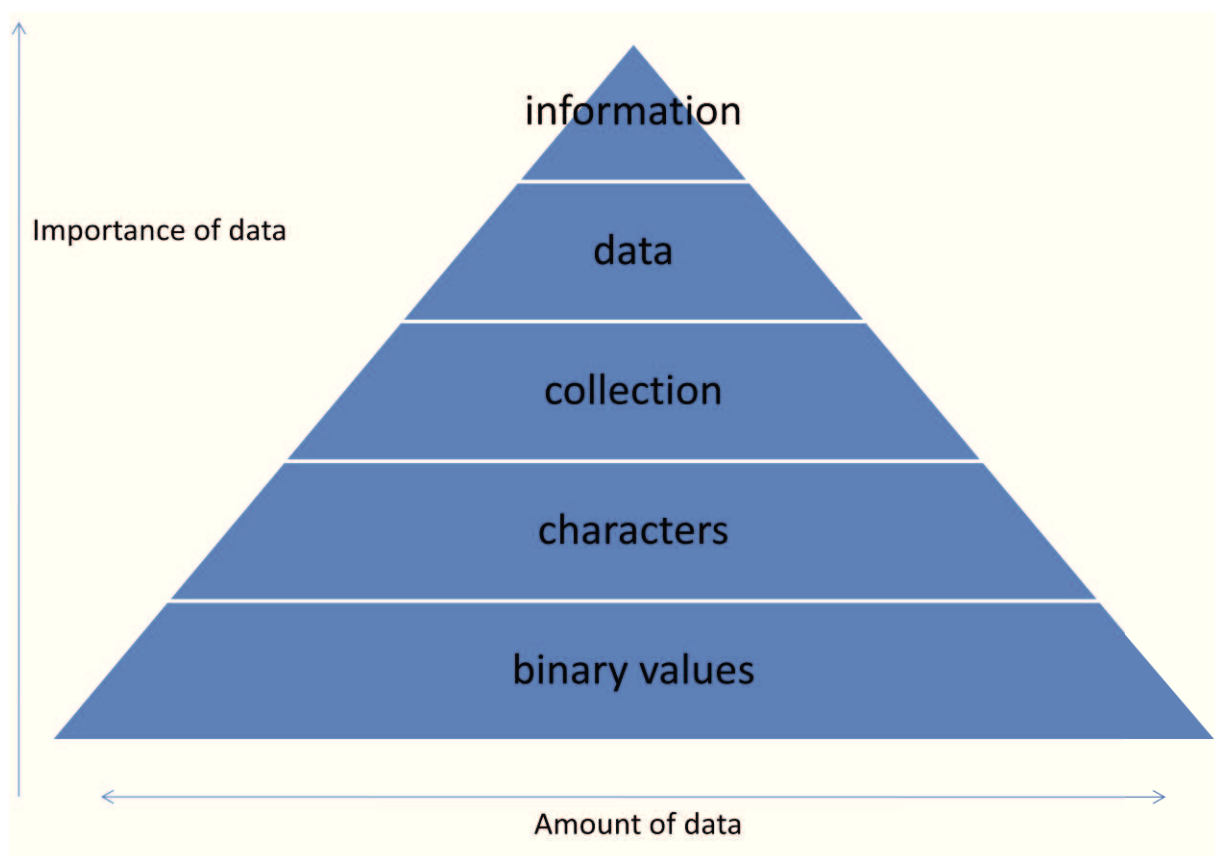 information
Importance of data
data
collection
characters
binary values
Amount of data